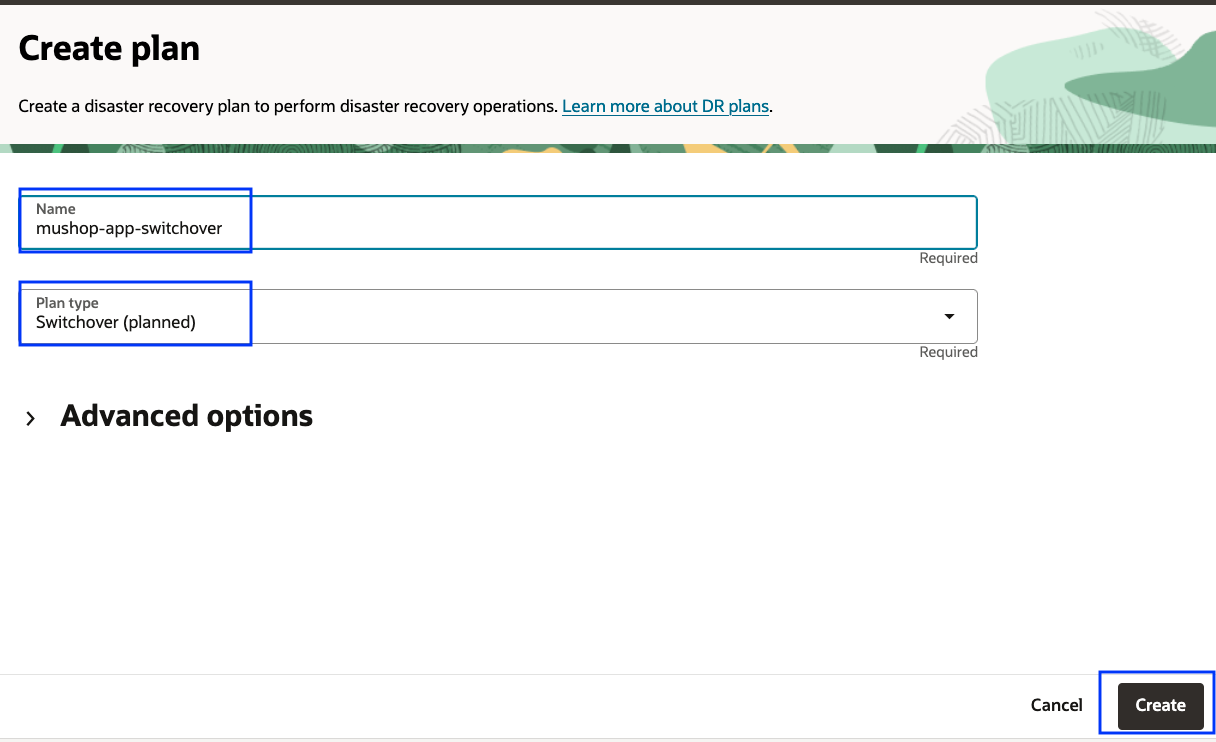 Create plan
Create a disaster recovery plan to perform disaster recovery operations. Learn more about DR plans.
Name
mushop-app-switchover
Required
Plan type
Switchover (planned)
Required
Advanced options
Cancel
Create